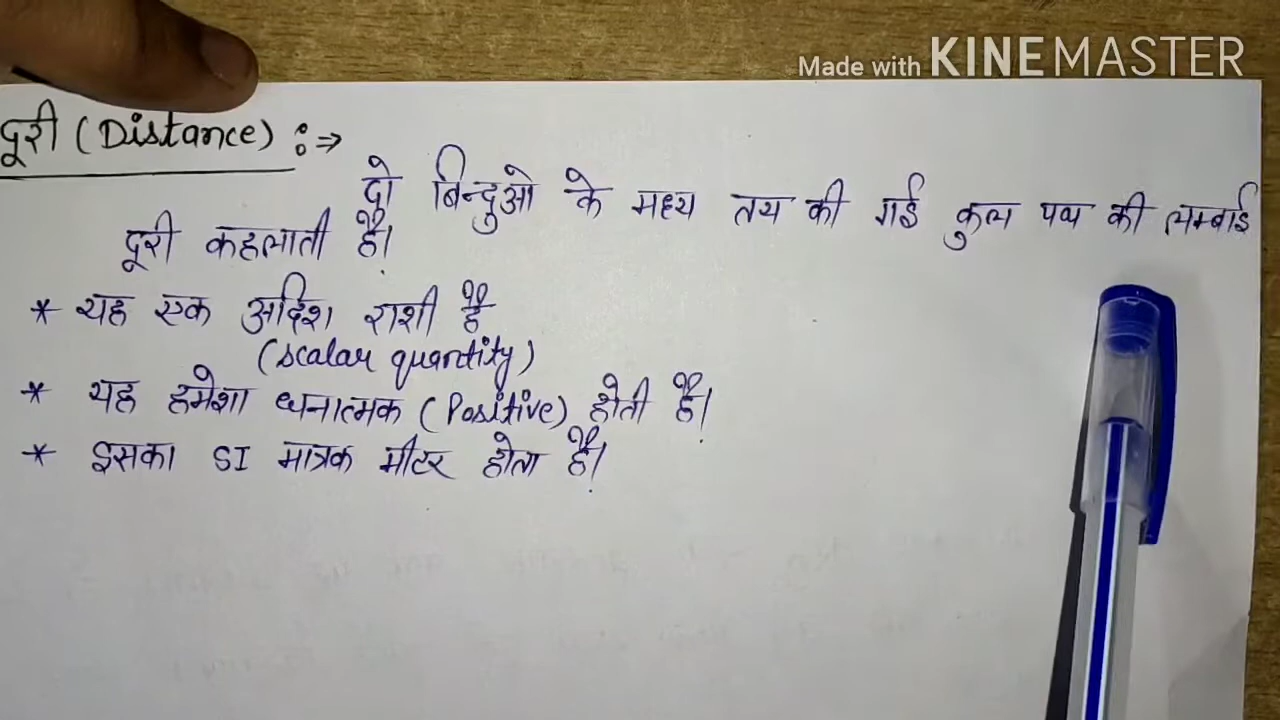 Made with KINEMASTER
दूरी (Distance) :⇒
दो बिन्दुओ के मध्य तय की गई कुल पथ की लम्बाई
दूरी कहलाती है।
* यह एक अदिश राशी है
(scalar quantity)
* यह हमेशा धनात्मक (Positive) होती है।
* इसका SI मात्रक मीटर होता है।